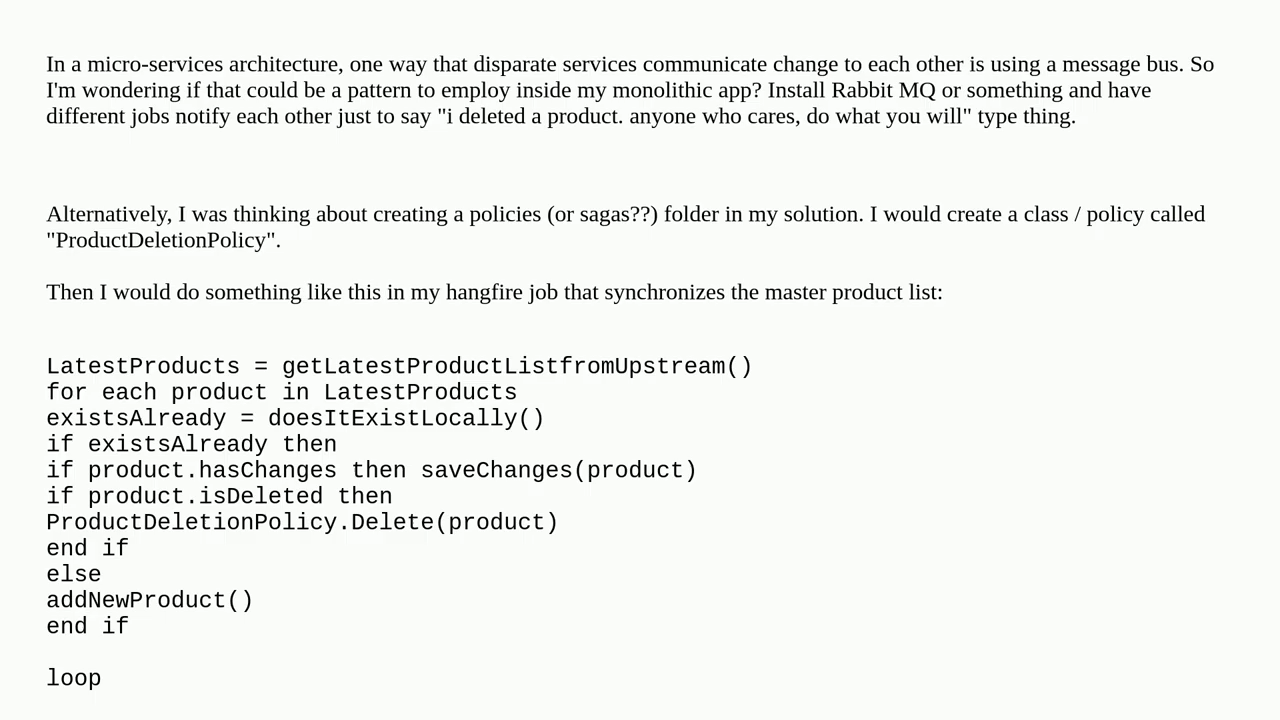 In a micro-services architecture, one way that disparate services communicate change to each other is using a message bus. So
I'm wondering if that could be a pattern to employ inside my monolithic app? Install Rabbit MQ or something and have
different jobs notify each other just to say "i deleted a product. anyone who cares, do what you will" type thing.
Alternatively, I was thinking about creating a policies (or sagas??) folder in my solution. I would create a class / policy called
"ProductDeletionPolicy".
Then I would do something like this in my hangfire job that synchronizes the master product list:
LatestProducts = getLatestProductListfromUpstream()
for each product in LatestProducts
existsAlready = doesItExistLocally()
if existsAlready then
if product.hasChanges then saveChanges(product)
if product.isDeleted then
ProductDeletionPolicy.Delete(product)
end if
else
addNewProduct()
end if
loop